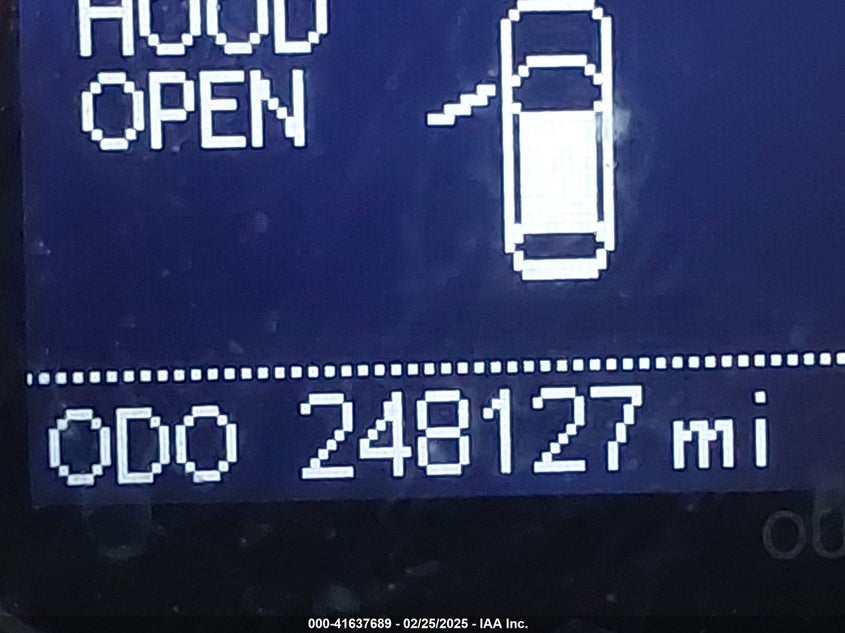 HOOD
OPEN
ODO 248127 mi
000-41637689 - 02/25/2025 - IAA Inc.